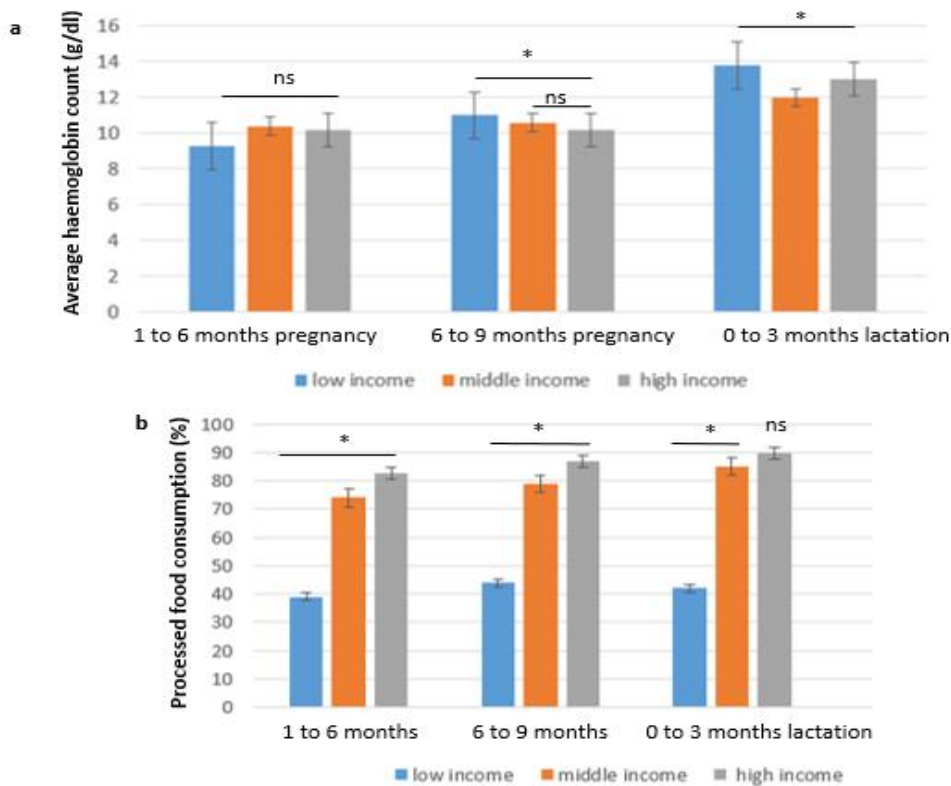 a
Average haemoglobin count (g/dl)
16
14
12
10
8
6
4
2
0
ns
*
ns
*
1 to 6 months pregnancy
6 to 9 months pregnancy
0 to 3 months lactation
low income
middle income
high income
b
Processed food consumption (%)
100
90
80
70
60
50
40
30
20
10
0
*
*
*
ns
1 to 6 months
6 to 9 months
0 to 3 months lactation
low income
middle income
high income